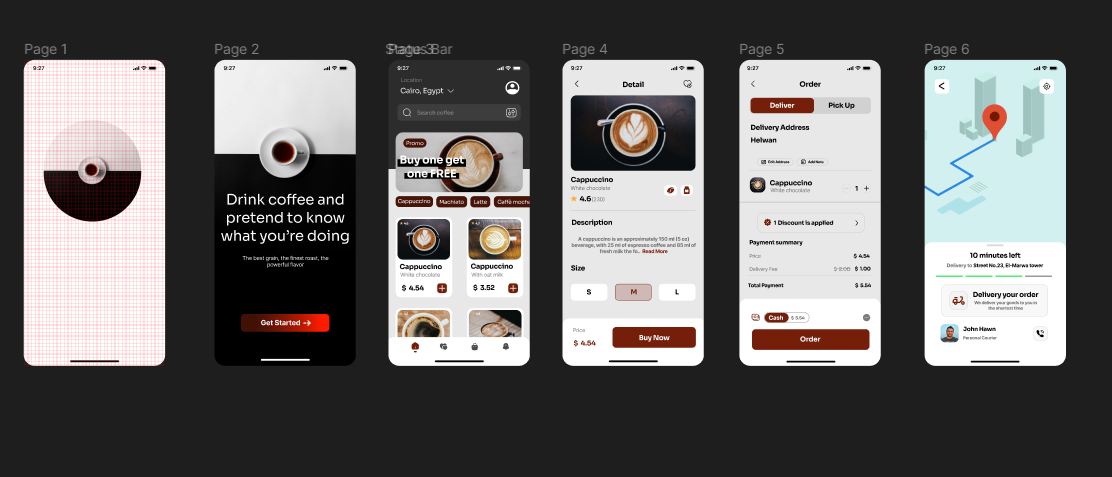 Page 1
9:27
Page 2
9:27
Drink coffee and
pretend to know
what you're doing
The best grain, the finest roast, the
powerful flavor
Get Started →
Page 3
Status Bar
9:27
Location
Cairo, Egypt
Search coffee
Promo
Buy one get
one FREE
Cappuccino
Machiato
Latte
Caffè mocha
Cappuccino
White chocolate
$ 4.54
Cappuccino
With oat milk
$ 3.52
Page 4
9:27
Detail
Cappuccino
White chocolate
4.6 (230)
Description
A cappuccino is an approximately 150 ml (5 oz)
beverage, with 25 ml of espresso coffee and 85 ml of
fresh milk the fo.. Read More
Size
S
M
L
Price
$ 4.54
Buy Now
Page 5
9:27
Order
Deliver
Pick Up
Delivery Address
Helwan
Edit Address
Add Note
Cappuccino
White chocolate
1
1 Discount is applied
Payment summary
Price
$ 4.54
Delivery Fee
$ 2.00 $ 1.00
Total Payment
$ 5.54
Cash
$ 5.54
Order
Page 6
9:27
10 minutes left
Delivery to Street No.23, El-Marwa tower
Delivery your order
We deliver your goods to you in
the shortest time
John Hawn
Personal Courier